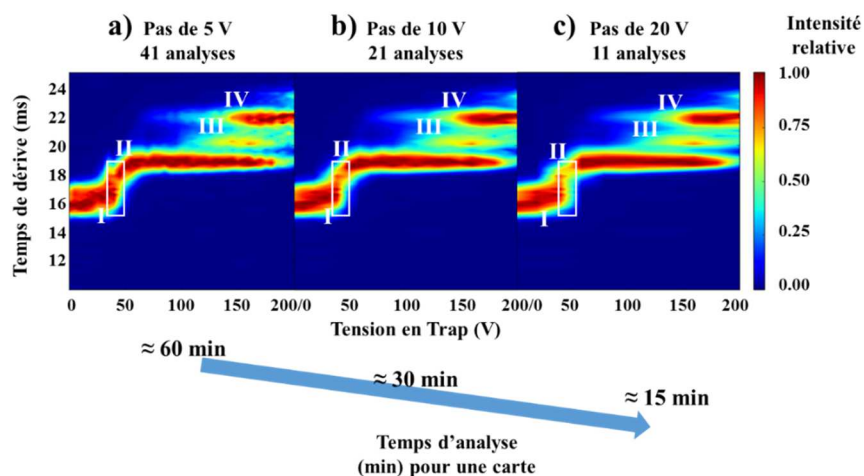 a) Pas de 5 V
41 analyses
b) Pas de 10 V
21 analyses
c) Pas de 20 V
11 analyses
Intensité
relative
Temps de dérive (ms)
24
22
20
18
16
14
12
I
II
III
IV
I
II
III
IV
I
II
III
IV
1.00
0.75
0.50
0.25
0.00
0 50 100 150 200/0 50 100 150 200/0 50 100 150 200
Tension en Trap (V)
≈ 60 min
≈ 30 min
≈ 15 min
Temps d’analyse
(min) pour une carte